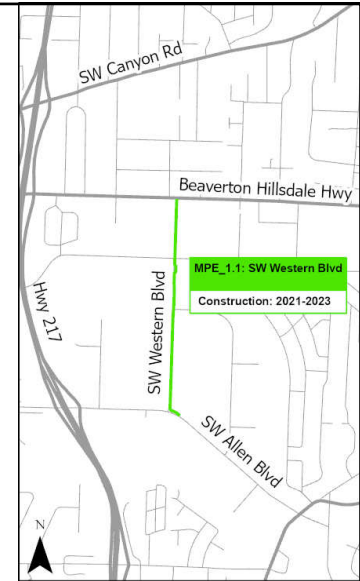 SW Canyon Rd
Beaverton Hillsdale Hwy
MPE_1.1: SW Western Blvd
Construction: 2021-2023
Hwy 217
SW Western Blvd
SW Allen Blvd
N